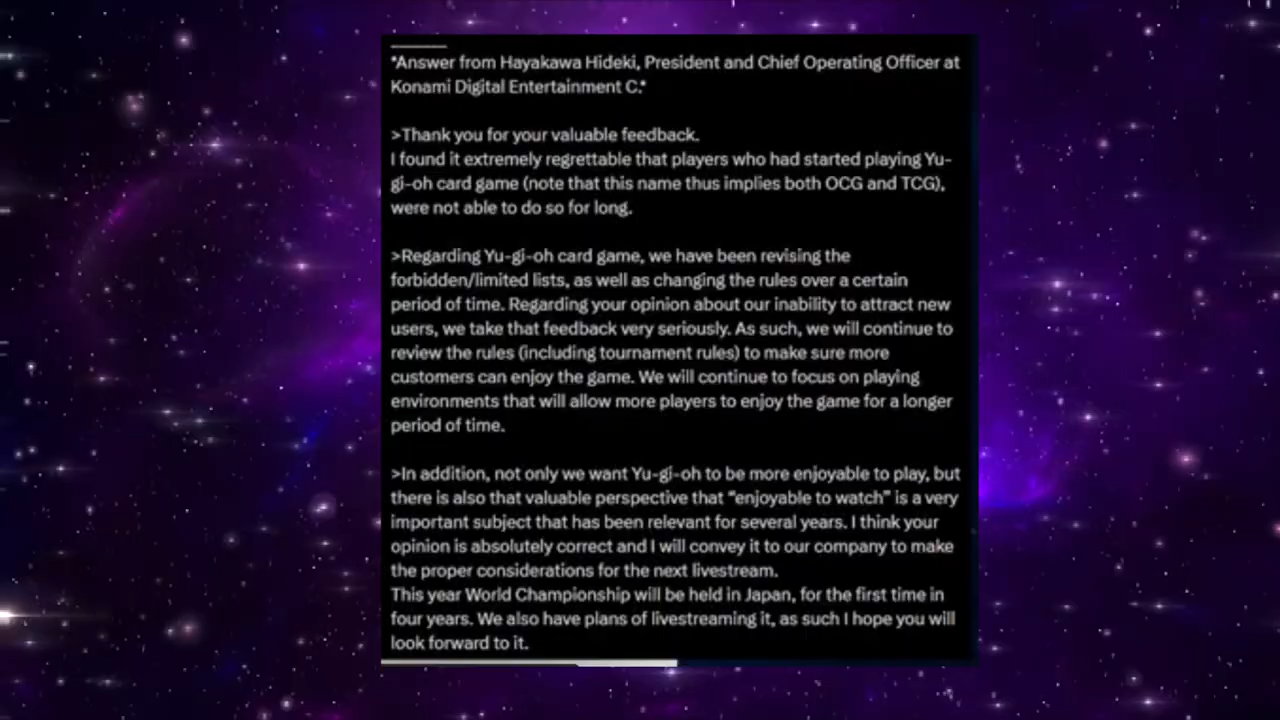 *Answer from Hayakawa Hideki, President and Chief Operating Officer at
Konami Digital Entertainment C.*
>Thank you for your valuable feedback.
I found it extremely regrettable that players who had started playing Yu-
gi-oh card game (note that this name thus implies both OCG and TCG),
were not able to do so for long.
>Regarding Yu-gi-oh card game, we have been revising the
forbidden/limited lists, as well as changing the rules over a certain
period of time. Regarding your opinion about our inability to attract new
users, we take that feedback very seriously. As such, we will continue to
review the rules (including tournament rules) to make sure more
customers can enjoy the game. We will continue to focus on playing
environments that will allow more players to enjoy the game for a longer
period of time.
>In addition, not only we want Yu-gi-oh to be more enjoyable to play, but
there is also that valuable perspective that “enjoyable to watch” is a very
important subject that has been relevant for several years. I think your
opinion is absolutely correct and I will convey it to our company to make
the proper considerations for the next livestream.
This year World Championship will be held in Japan, for the first time in
four years. We also have plans of livestreaming it, as such I hope you will
look forward to it.